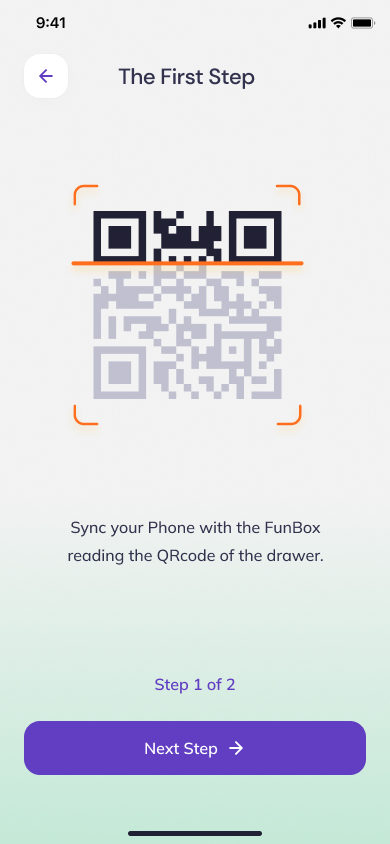 9:41
The First Step
Sync your Phone with the FunBox
reading the QRcode of the drawer.
Step 1 of 2
Next Step